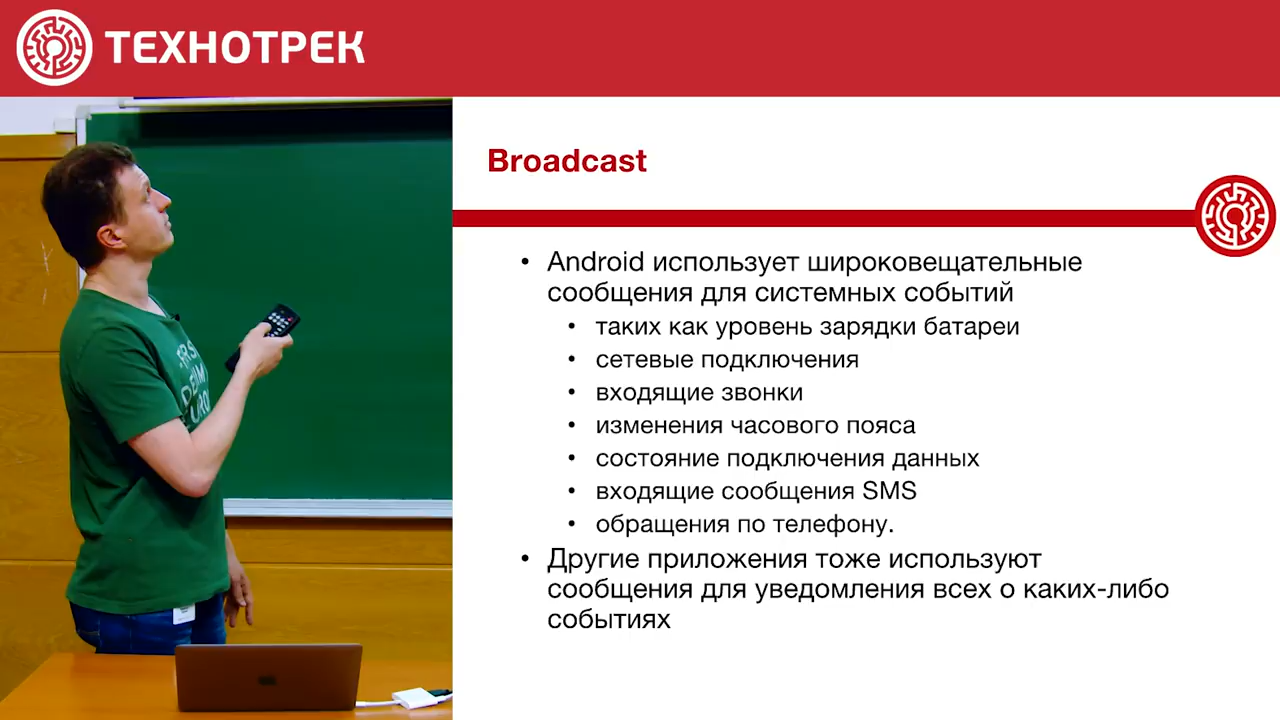 ТЕХНОТРЕК
Broadcast
• Android использует широковещательные
сообщения для системных событий
• таких как уровень зарядки батареи
• сетевые подключения
• входящие звонки
• изменения часового пояса
• состояние подключения данных
• входящие сообщения SMS
• обращения по телефону.
• Другие приложения тоже используют
сообщения для уведомления всех о каких-либо
событиях